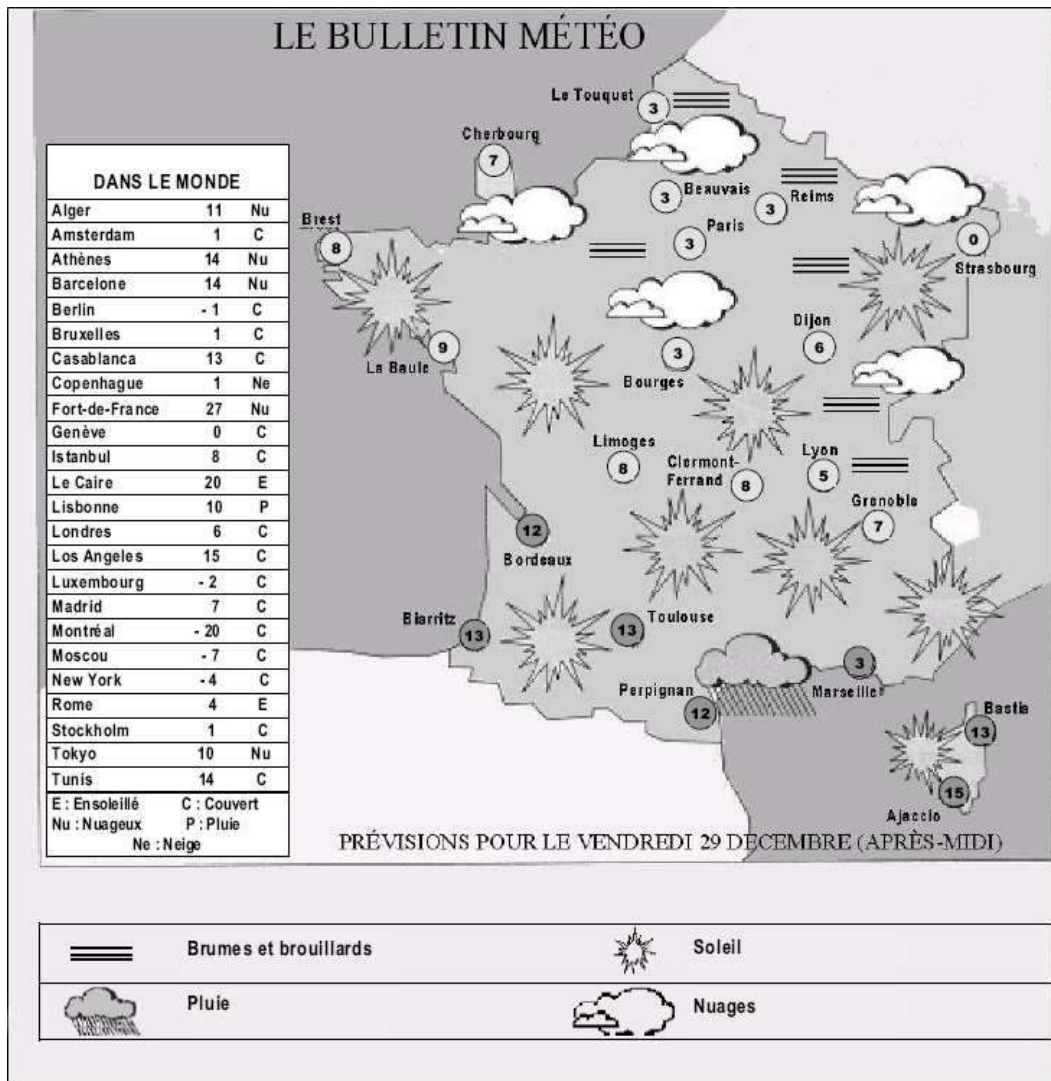 LE BULLETIN MÉTÉO
Le Touquet
3
Cherbourg
7
DANS LE MONDE
Alger 11 Nu
Amsterdam 1 C
Athènes 14 Nu
Barcelone 14 Nu
Berlin - 1 C
Bruxelles 1 C
Casablanca 13 C
Copenhague 1 Ne
Fort-de-France 27 Nu
Genève 0 C
Istanbul 8 C
Le Caire 20 E
Lisbonne 10 P
Londres 6 C
Los Angeles 15 C
Luxembourg - 2 C
Madrid 7 C
Montréal - 20 C
Moscou - 7 C
New York - 4 C
Rome 4 E
Stockholm 1 C
Tokyo 10 Nu
Tunis 14 C
E : Ensoleillé C : Couvert
Nu : Nuageux P : Pluie
Ne : Neige
Beauvais
3
Reims
3
Brest
8
Paris
3
0
Strasbourg
Dijon
6
9
La Baule
3
Bourges
Limoges
8
Clermont-
Ferrand
8
Lyon
5
Grenoble
7
12
Bordeaux
Biarritz
13
13
Toulouse
3
Marseille
Perpignan
12
Bastia
13
15
Ajaccio
PRÉVISIONS POUR LE VENDREDI 29 DECEMBRE (APRÈS-MIDI)
Brumes et brouillards
Soleil
Pluie
Nuages